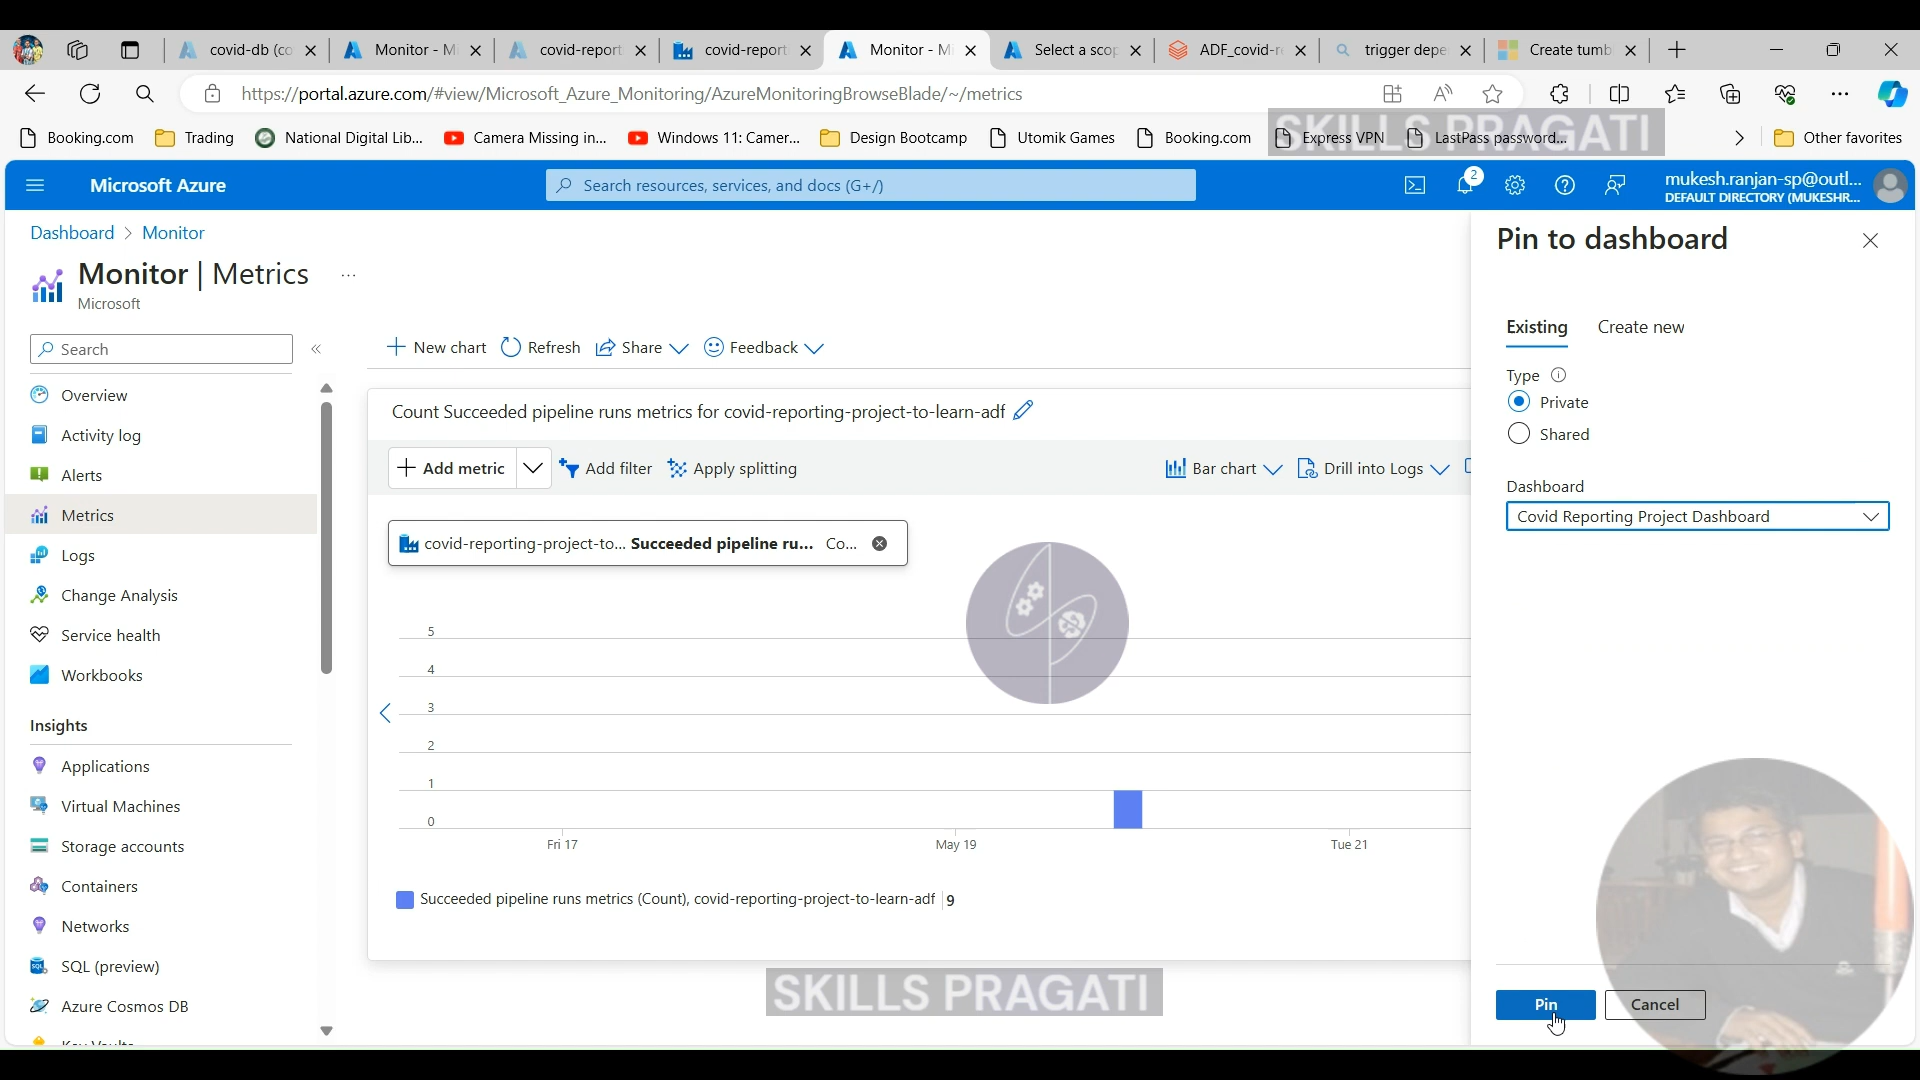 covid-db (co
Monitor - M
covid-report
covid-report
Monitor - M
Select a scop
ADF_covid-r
trigger depe
Create tumb
https://portal.azure.com/#view/Microsoft_Azure_Monitoring/AzureMonitoringBrowseBlade/~/metrics
Booking.com
Trading
National Digital Lib...
Camera Missing in...
Windows 11: Camer...
Design Bootcamp
Utomik Games
Booking.com
Express VPN
LastPass password...
Other favorites
SKILLS PRAGATI
Microsoft Azure
Search resources, services, and docs (G+/)
2
mukesh.ranjan-sp@outl...
DEFAULT DIRECTORY (MUKESHR...
Dashboard > Monitor
Monitor | Metrics ...
Microsoft
Search
«
Overview
Activity log
Alerts
Metrics
Logs
Change Analysis
Service health
Workbooks
Insights
Applications
Virtual Machines
Storage accounts
Containers
Networks
SQL (preview)
Azure Cosmos DB
New chart
Refresh
Share
Feedback
Count Succeeded pipeline runs metrics for covid-reporting-project-to-learn-adf
Add metric
Add filter
Apply splitting
Bar chart
Drill into Logs
covid-reporting-project-to... Succeeded pipeline ru... Co...
5
4
3
2
1
0
Fri 17
May 19
Tue 21
Succeeded pipeline runs metrics (Count), covid-reporting-project-to-learn-adf | 9
SKILLS PRAGATI
Pin to dashboard
Existing
Create new
Type
Private
Shared
Dashboard
Covid Reporting Project Dashboard
Pin
Cancel